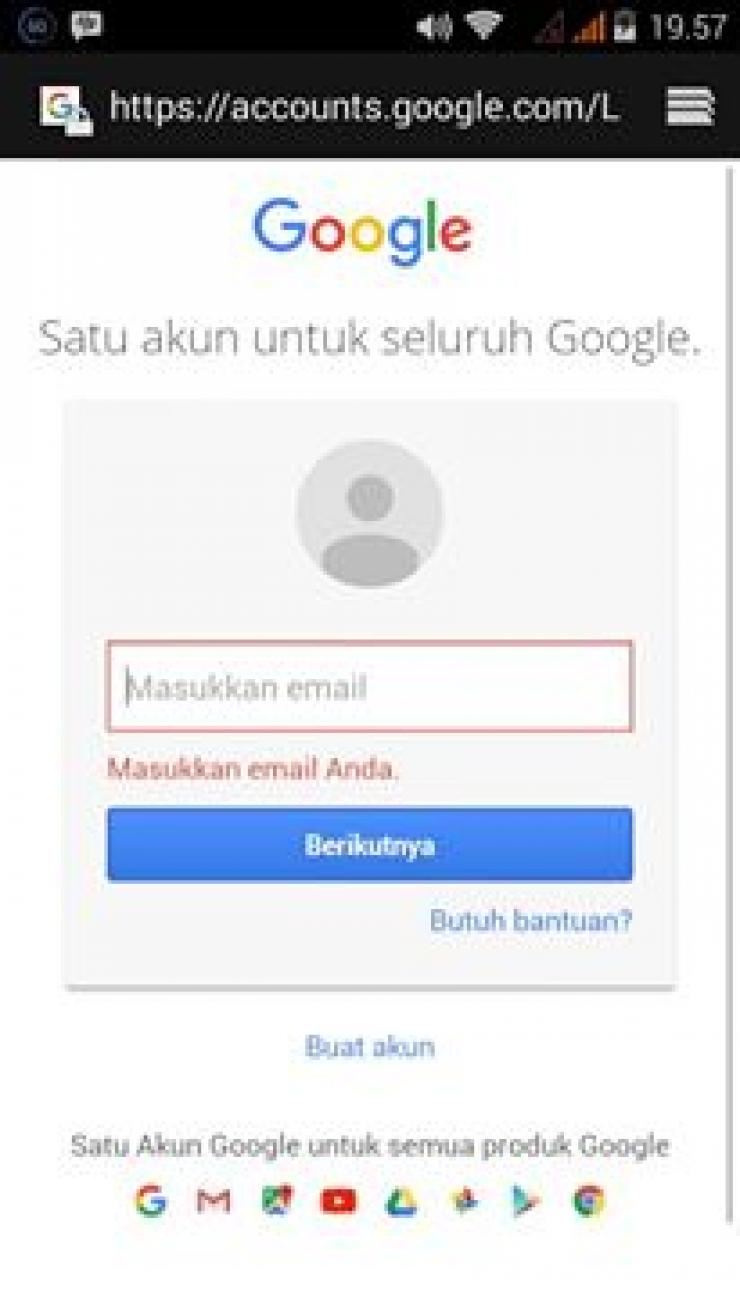 19.57
https://accounts.google.com/L
Google
Satu akun untuk seluruh Google.
Masukkan email
Masukkan email Anda.
Berikutnya
Butuh bantuan?
Buat akun
Satu Akun Google untuk semua produk Google